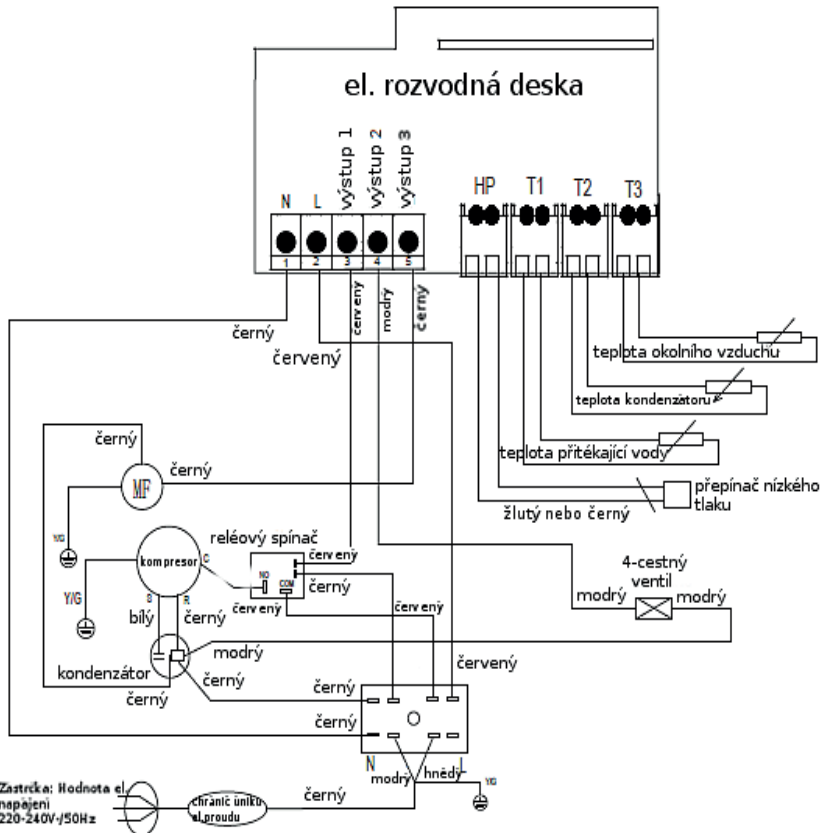 el. rozvodná deska
výstup 1
výstup 2
výstup 3
N
L
HP
T1
T2
T3
1
2
3
4
5
červený
modrý
černý
černý
červený
teplota okolního vzduchu
teplota kondenzátoru
teplota přitékající vody
černý
černý
MF
žlutý nebo černý
přepínač nízkého
tlaku
Y/G
reléový spínač
kompresor
C
NO
COM
červený
černý
4-cestný
ventil
Y/G
S
R
bílý
černý
červený
červený
modrý
modrý
modrý
červený
kondenzátor
černý
černý
černý
černý
O
N
L
modrý
hnědý
Y/G
Zastrčka: Hodnota el.
napájení
220-240V~/50Hz
chránič úniku
el.proudu
černý